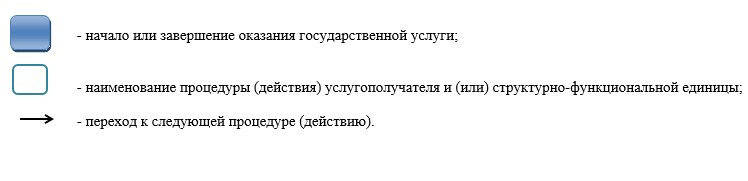 - начало или завершение оказания государственной услуги;
- наименование процедуры (действия) услугополучателя и (или) структурно-функциональной единицы;
- переход к следующей процедуре (действию).